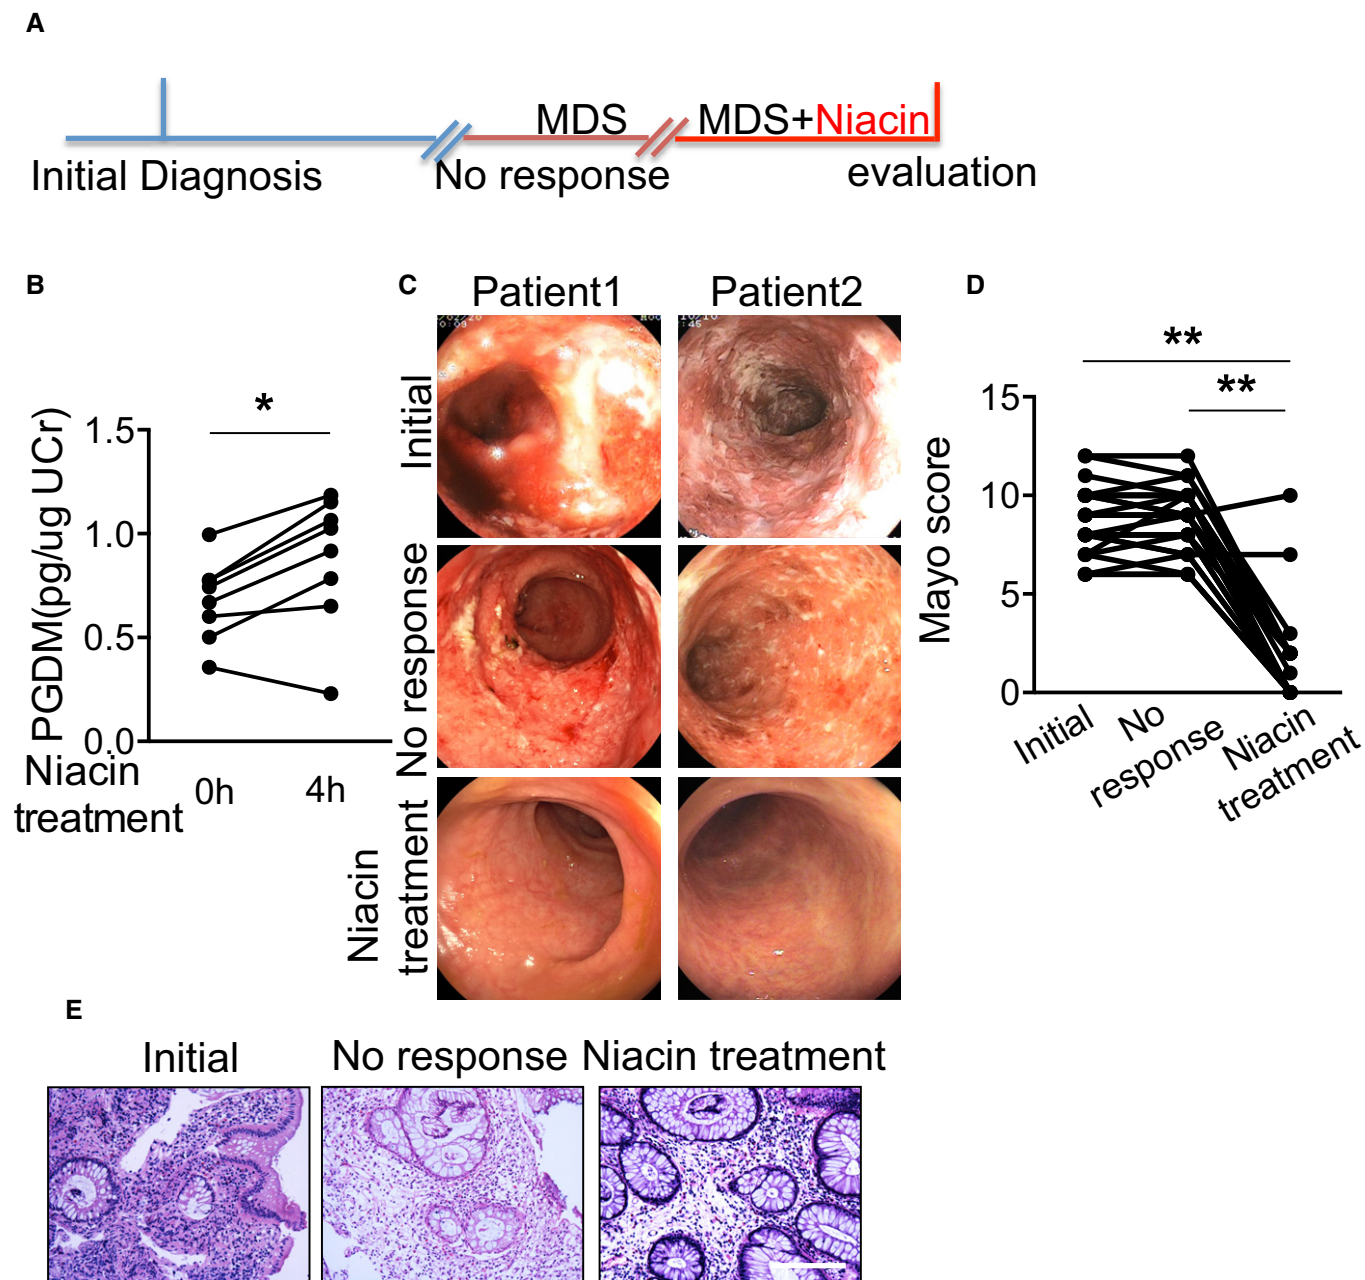 A
MDS
MDS+Niacin
Initial Diagnosis
No response
evaluation
B
PGDM(pg/ug UCr)
1.5
1.0
0.5
0.0
*
Niacin
treatment
0h
4h
C
Patient1
Patient2
Initial
No response
Niacin
treatment
D
**
**
Mayo score
15
10
5
0
Initial
No
response
Niacin
treatment
E
Initial
No response
Niacin treatment